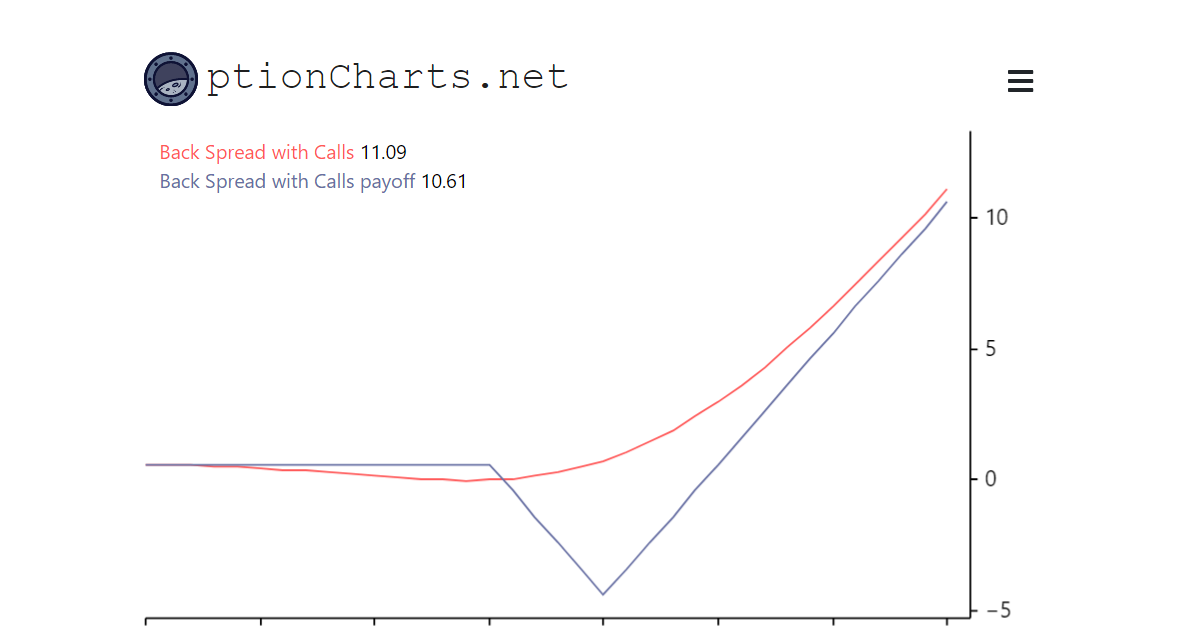 ptionCharts.net
Back Spread with Calls 11.09
Back Spread with Calls payoff 10.61
10
5
0
−5